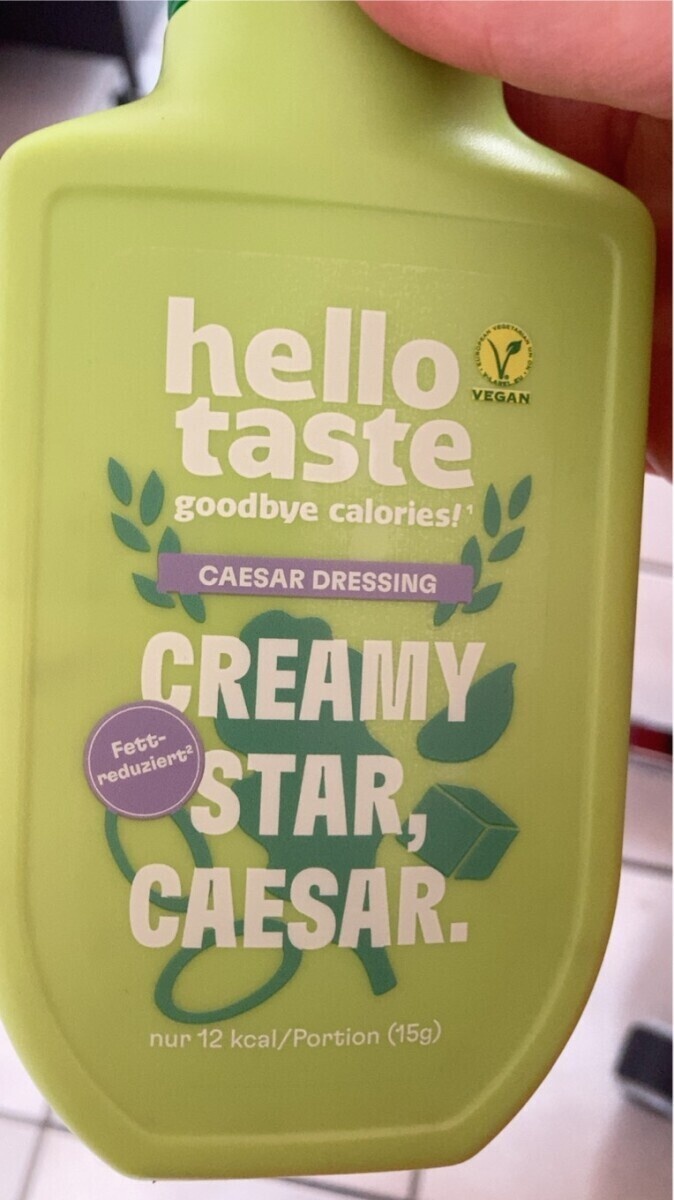 hello
taste
goodbye calories!¹
VEGAN
CAESAR DRESSING
CREAMY
STAR,
CAESAR.
Fett-
reduziert²
nur 12 kcal/Portion (15g)